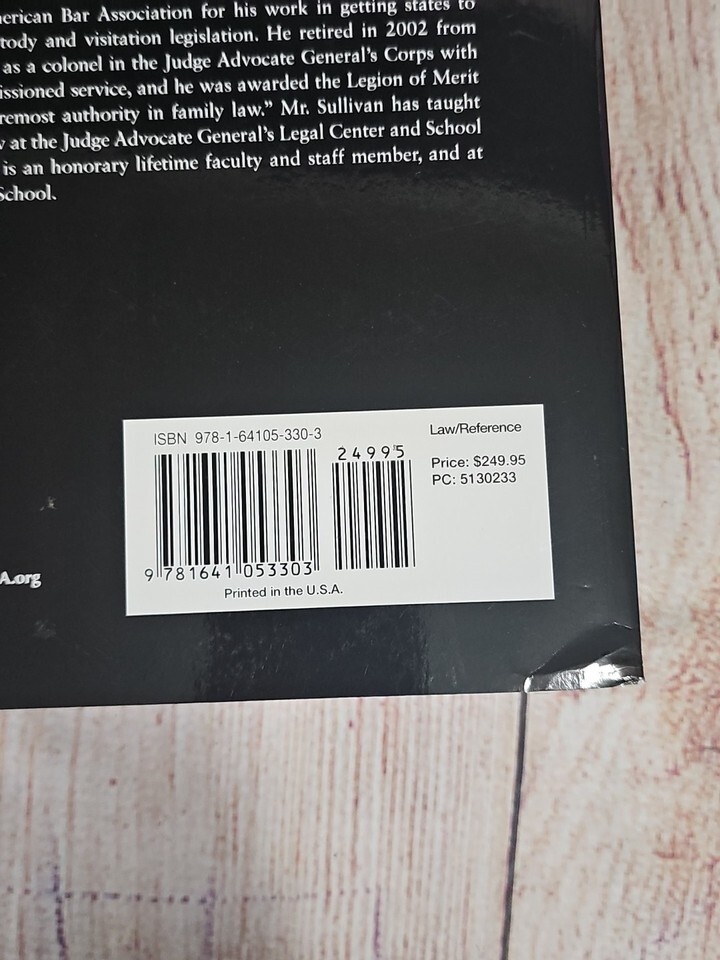 erican Bar Association for his work in getting states to
tody and visitation legislation. He retired in 2002 from
as a colonel in the Judge Advocate General's Corps with
issioned service, and he was awarded the Legion of Merit
remost authority in family law." Mr. Sullivan has taught
at the Judge Advocate General's Legal Center and School
is an honorary lifetime faculty and staff member, and at
School.
ISBN 978-1-64105-330-3
Law/Reference
24995
Price: $249.95
PC: 5130233
9 781641 053303
Printed in the U.S.A.
A.org